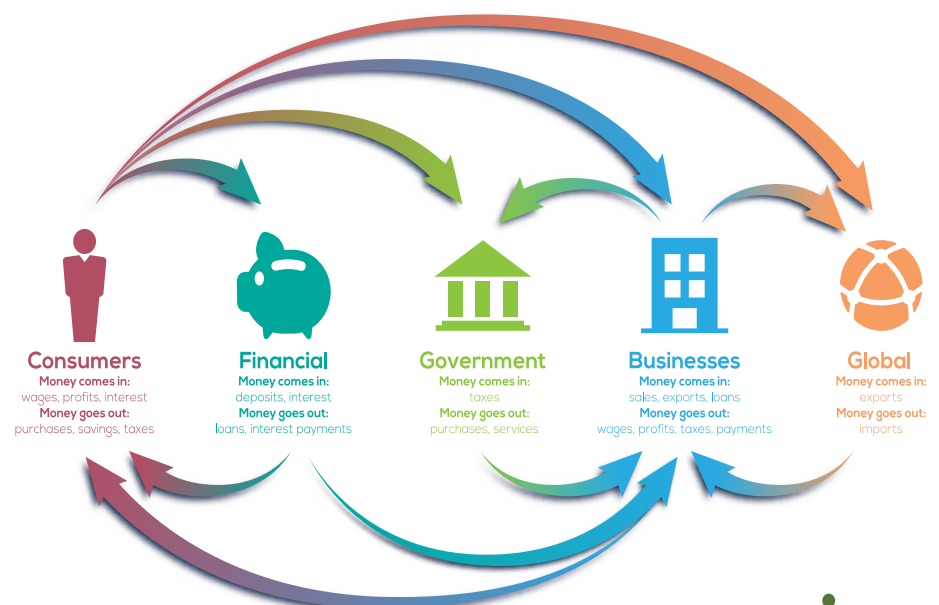 Consumers
Money comes in:
wages, profits, interest
Money goes out:
purchases, savings, taxes
Financial
Money comes in:
deposits, interest
Money goes out:
loans, interest payments
Government
Money comes in:
taxes
Money goes out:
purchases, services
Businesses
Money comes in:
sales, exports, loans
Money goes out:
wages, profits, taxes, payments
Global
Money comes in:
exports
Money goes out:
imports